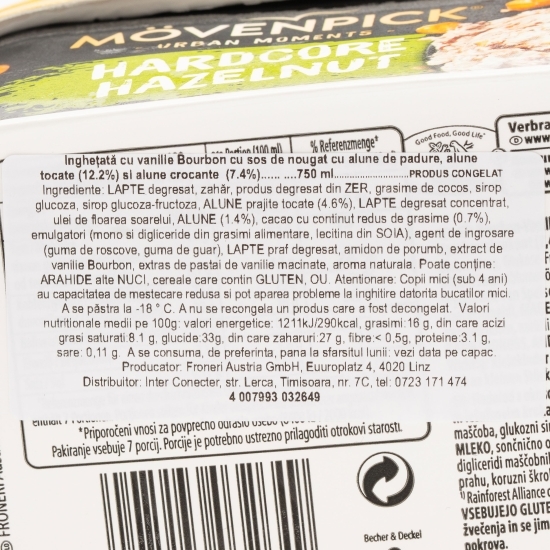 MÖVENPICK
URBAN MOMENTS
HARDCORE
HAZELNUT
Good Food, Good Life
% Referenzmenge*
Înghețată cu vanilie Bourbon cu sos de nougat cu alune de padure, alune
tocate (12.2%) si alune crocante (7.4%)...... ....750 ml......................PRODUS CONGELAT
Ingrediente: LAPTE degresat, zahăr, produs degresat din ZER, grasime de cocos, sirop
glucoza, sirop glucoza-fructoza, ALUNE prajite tocate (4.6%), LAPTE degresat concentrat,
ulei de floarea soarelui, ALUNE (1.4%), cacao cu continut redus de grasime (0.7%),
emulgatori (mono si digliceride din grasimi alimentare, lecitina din SOIA), agent de ingrosare
(guma de roscove, guma de guar), LAPTE praf degresat, amidon de porumb, extract de
vanilie Bourbon, extras de pastai de vanilie macinate, aroma naturala. Poate conține:
ARAHIDE alte NUCI, cereale care contin GLUTEN, OU. Atentionare: Copii mici (sub 4 ani)
au capacitatea de mestecare redusa si pot aparea probleme la inghitire datorita bucatilor mici.
A se păstra la -18 ° C. A nu se recongela un produs care a fost decongelat. Valori
nutritionale medii pe 100g: valori energetice: 1211kJ/290kcal, grasimi:16 g, din care acizi
grasi saturati:8.1 g, glucide:33g, din care zaharuri:27 g, fibre:< 0,5g, proteine:3.1 g,
sare: 0,11 g. A se consuma, de preferinta, pana la sfarsitul lunii: vezi data pe capac.
Producator: Froneri Austria GmbH, Euuroplatz 4, 4020 Linz
Distribuitor: Inter Conecter, str. Lerca, Timisoara, nr. 7C, tel: 0723 171 474
4 007993 032649
*Priporočeni vnosi za povprečno odraslo osebo
Pakiranje vsebuje 7 porcij. Porcije je potrebno ustrezno prilagoditi otrokovi starosti.
Becher & Deckel
maščoba, glukozni
MLEKO, sončnično
digliceridi maščobnih
prahu, koruzni
Rainforest Alliance
VSEBUJEJO
žvečenja in se
pokrova.